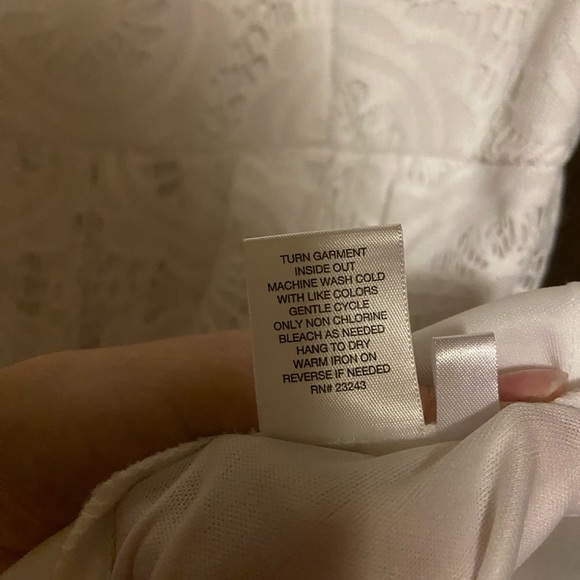 TURN GARMENT
INSIDE OUT
MACHINE WASH COLD
WITH LIKE COLORS
GENTLE CYCLE
ONLY NON CHLORINE
BLEACH AS NEEDED
HANG TO DRY
WARM IRON ON
REVERSE IF NEEDED
RN# 23243